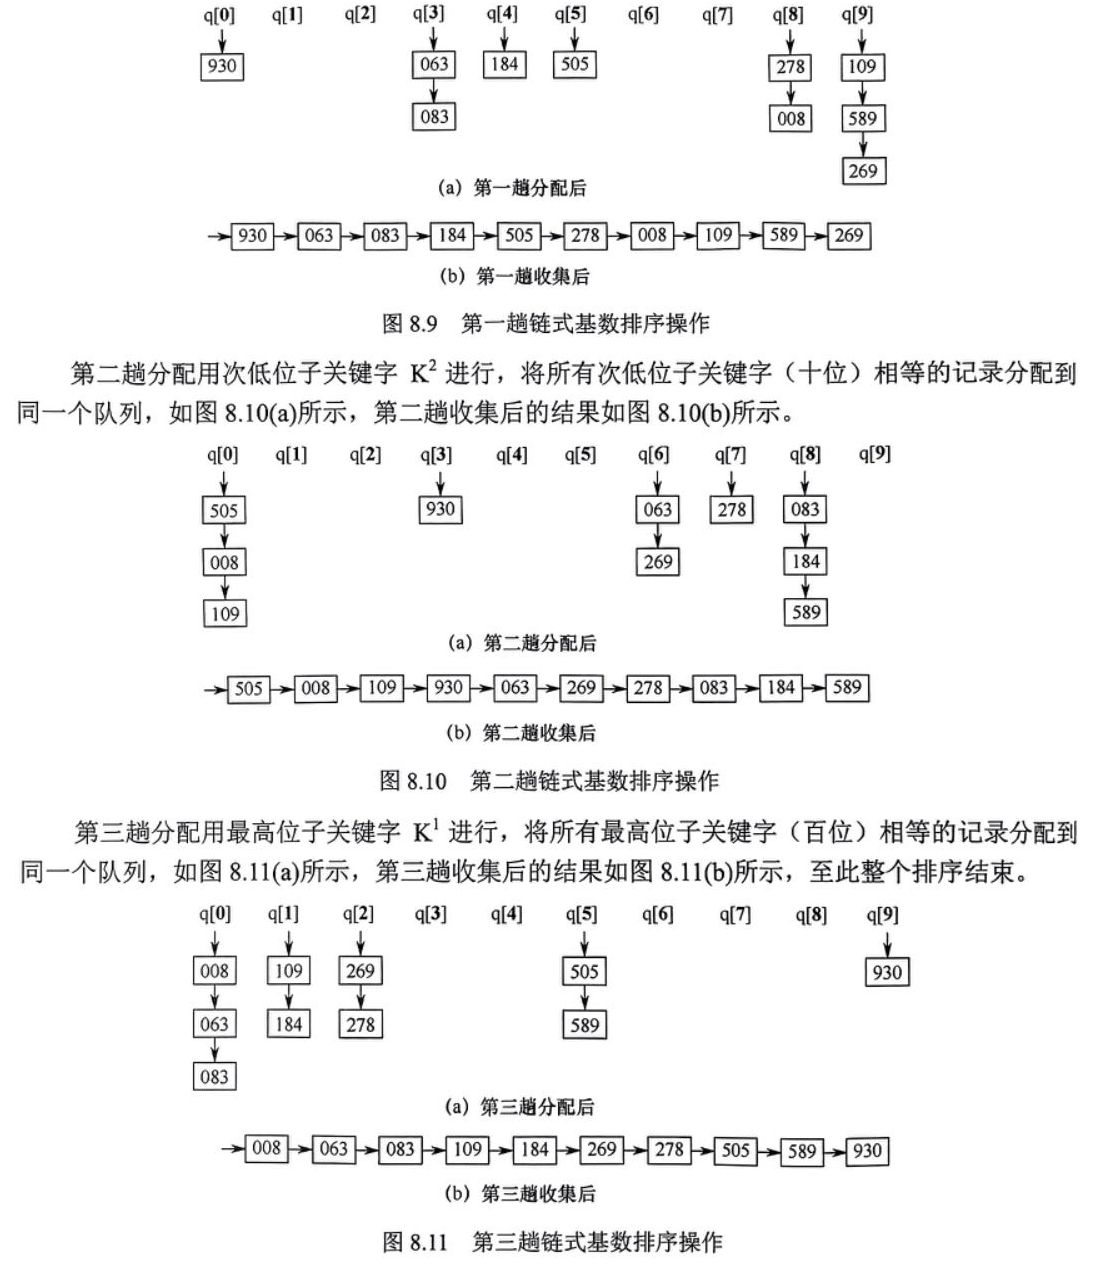 q[0] q[1] q[2] q[3] q[4] q[5] q[6] q[7] q[8] q[9]
930 063 184 505 278 109
083 008 589
269
(a) 第一趟分配后
930 063 083 184 505 278 008 109 589 269
(b) 第一趟收集后
图 8.9 第一趟链式基数排序操作
第二趟分配用次低位子关键字 K² 进行，将所有次低位子关键字（十位）相等的记录分配到
同一个队列，如图 8.10(a)所示，第二趟收集后的结果如图 8.10(b)所示。
q[0] q[1] q[2] q[3] q[4] q[5] q[6] q[7] q[8] q[9]
505 930 063 278 083
008 269 184
109 589
(a) 第二趟分配后
505 008 109 930 063 269 278 083 184 589
(b) 第二趟收集后
图 8.10 第二趟链式基数排序操作
第三趟分配用最高位子关键字 K¹ 进行，将所有最高位子关键字（百位）相等的记录分配到
同一个队列，如图 8.11(a)所示，第三趟收集后的结果如图 8.11(b)所示，至此整个排序结束。
q[0] q[1] q[2] q[3] q[4] q[5] q[6] q[7] q[8] q[9]
008 109 269 505 930
063 184 278 589
083
(a) 第三趟分配后
008 063 083 109 184 269 278 505 589 930
(b) 第三趟收集后
图 8.11 第三趟链式基数排序操作